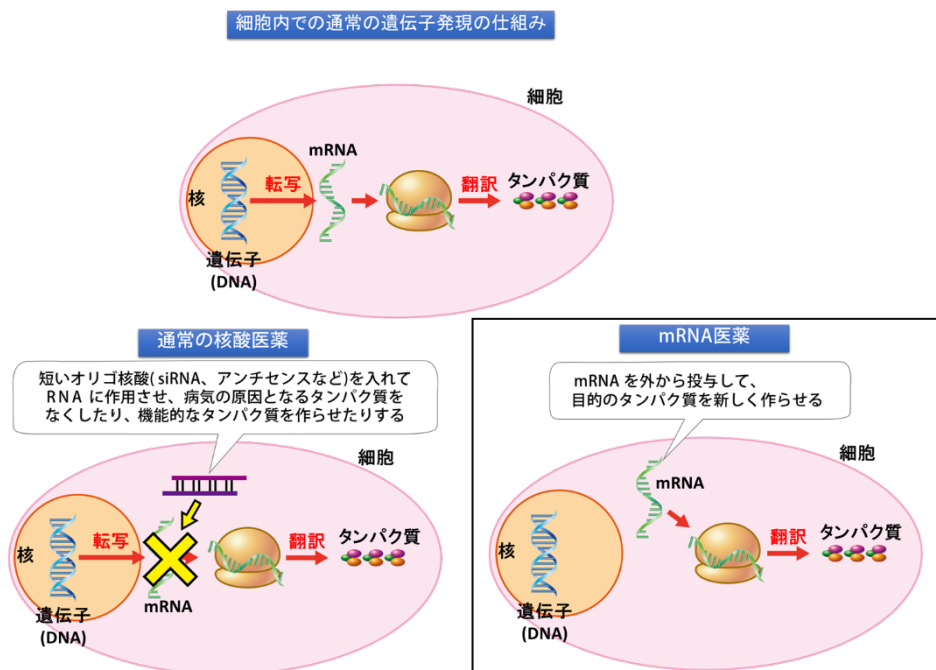 細胞内での通常の遺伝子発現の仕組み
細胞
mRNA
核
転写
翻訳
タンパク質
遺伝子
(DNA)
通常の核酸医薬
短いオリゴ核酸(siRNA、アンチセンスなど)を入れて
RNAに作用させ、病気の原因となるタンパク質を
なくしたり、機能的なタンパク質を作らせたりする
細胞
核
転写
翻訳
タンパク質
mRNA
遺伝子
(DNA)
mRNA医薬
mRNAを外から投与して、
目的のタンパク質を新しく作らせる
細胞
mRNA
核
翻訳
タンパク質
遺伝子
(DNA)